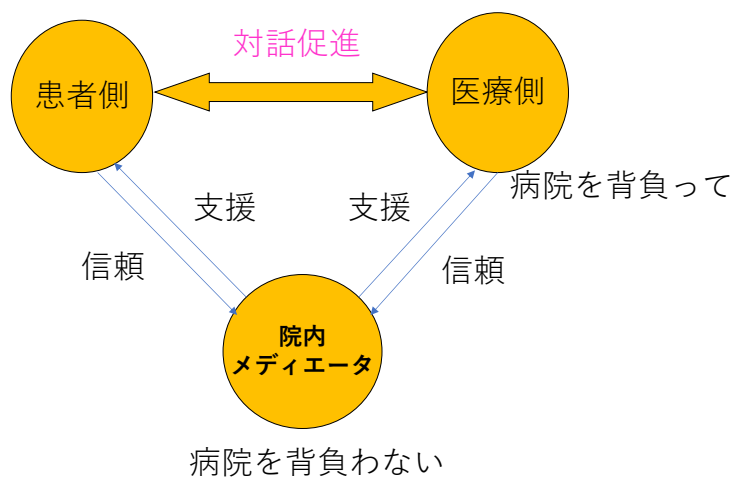 対話促進
患者側
医療側
病院を背負って
支援
支援
信頼
信頼
院内
メディエータ
病院を背負わない